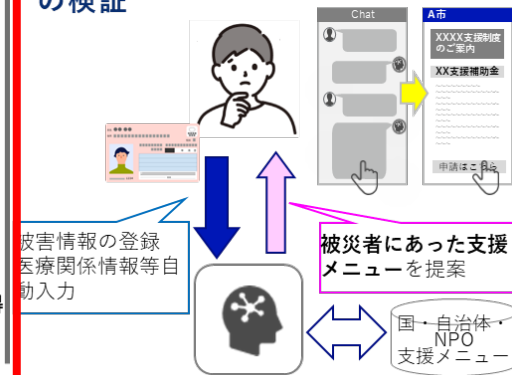 の検証
Chat
A市
XXXX支援制度
のご案内
XX支援補助金
申請はこちら
被害情報の登録
医療関係情報等自
動入力
被災者にあった支援
メニューを提案
国・自治体・
NPO
支援メニュー